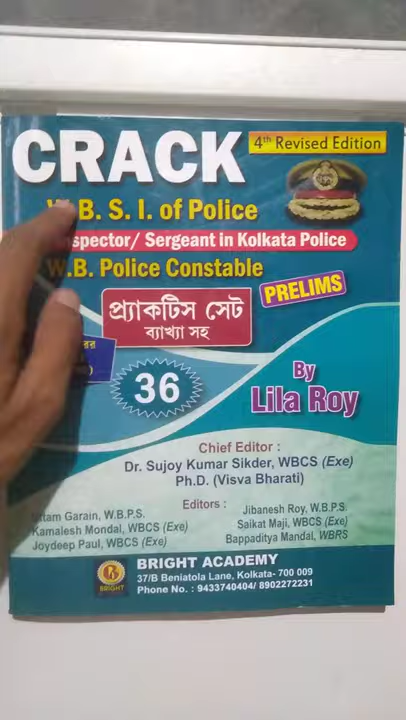 CRACK
4th Revised Edition
B. S. I. of Police
spector/ Sergeant in Kolkata Police
W.B. Police Constable
PRELIMS
প্র্যাকটিস সেট
ব্যাখ্যা সহ
36
By
Lila Roy
Chief Editor :
Dr. Sujoy Kumar Sikder, WBCS (Exe)
Ph.D. (Visva Bharati)
Editors :
Garain, W.B.P.S.
Kamalesh Mondal, WBCS (Exe)
Joydeep Paul, WBCS (Exe)
Jibanesh Roy, W.B.P.S.
Saikat Maji, WBCS (Exe)
Bappaditya Mandal, WBRS
BRIGHT
BRIGHT ACADEMY
37/B Beniatola Lane, Kolkata- 700 009
Phone No. : 9433740404/ 8902272231